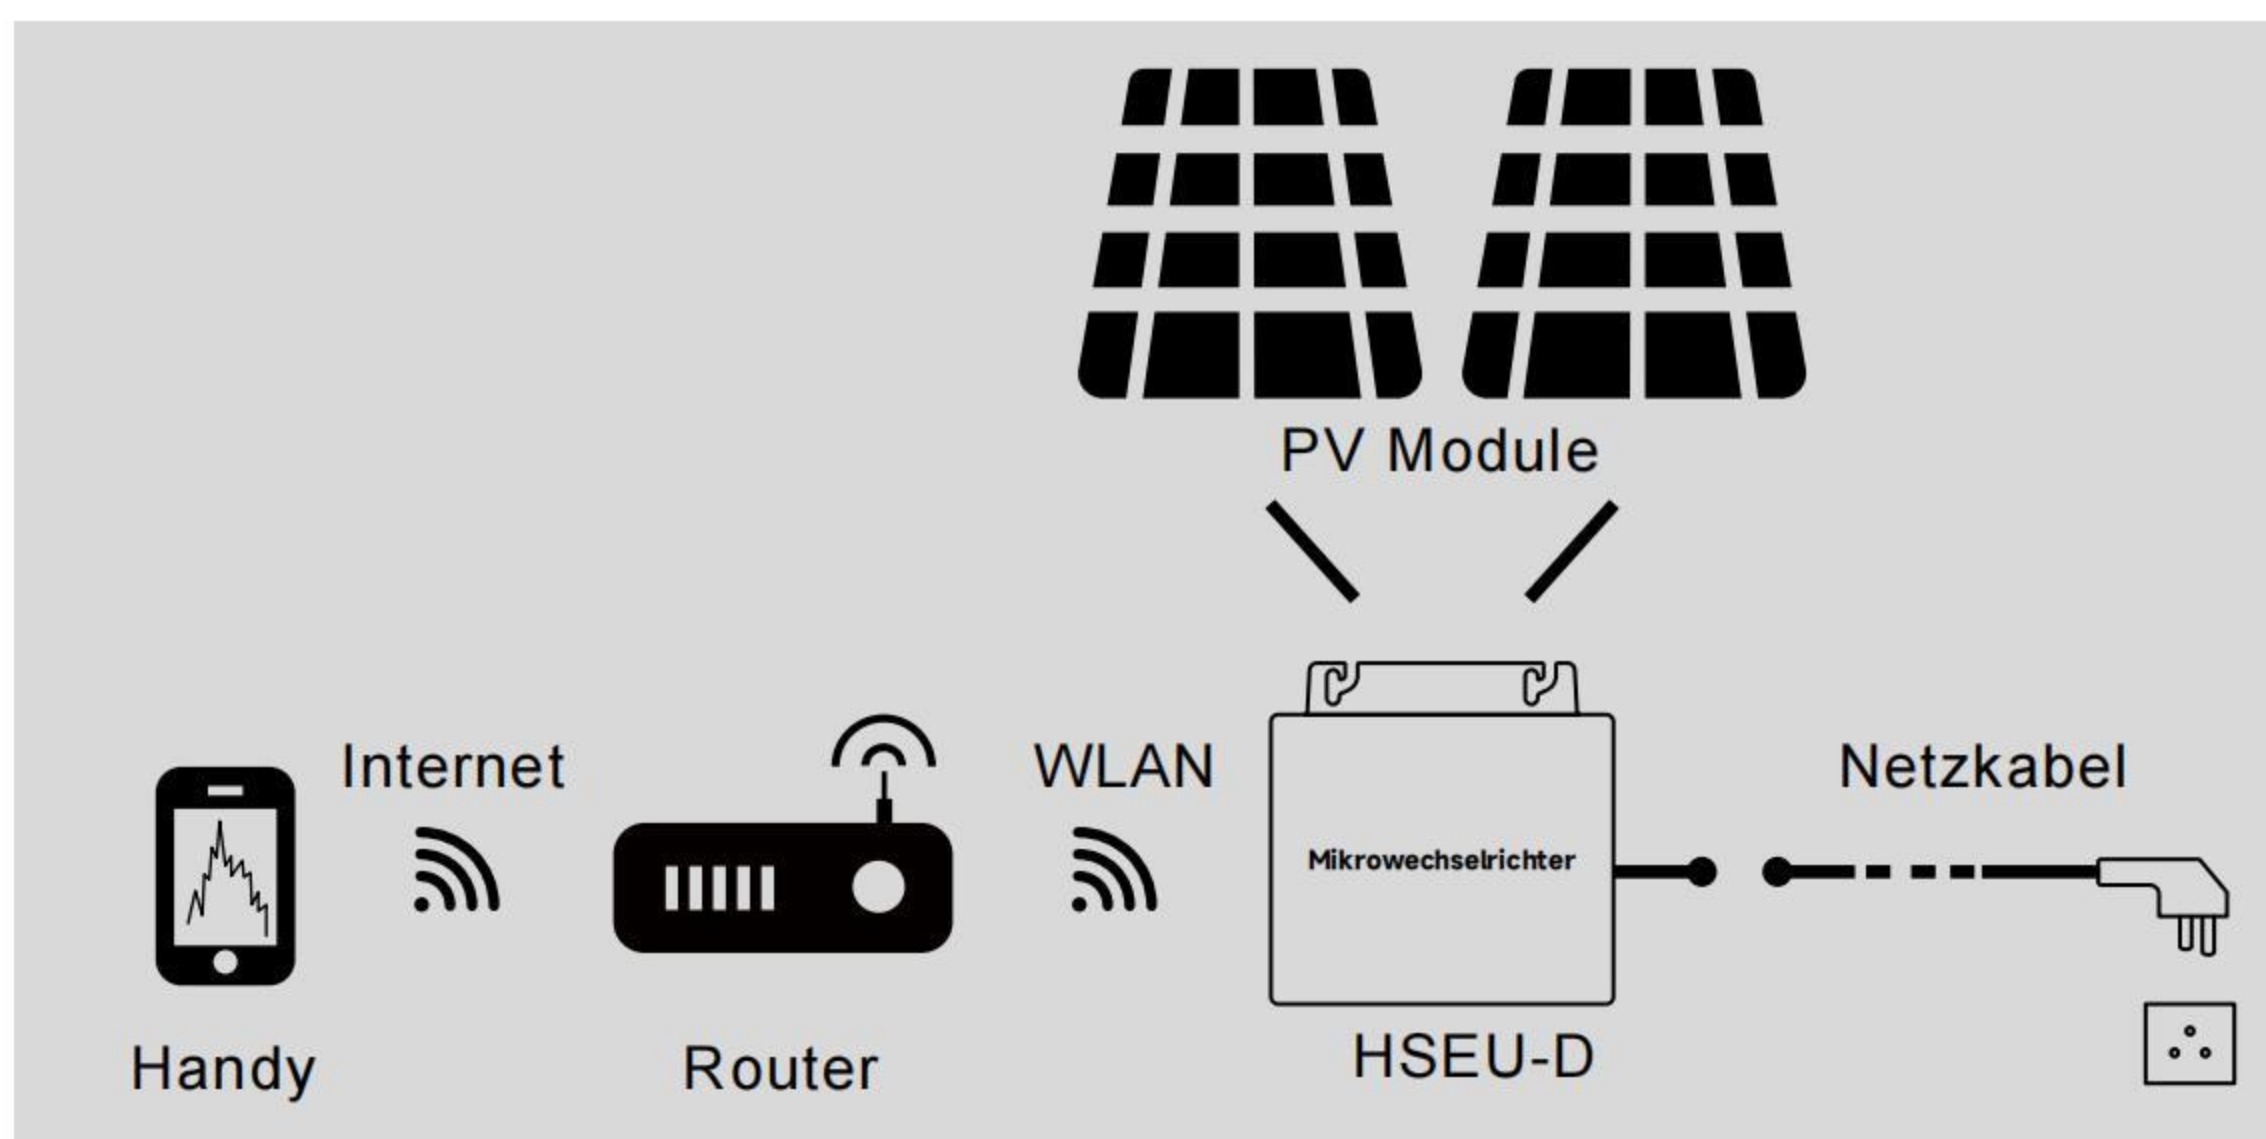 PV Module
Internet
WLAN
Netzkabel
Mikrowechselrichter
Handy
Router
HSEU-D